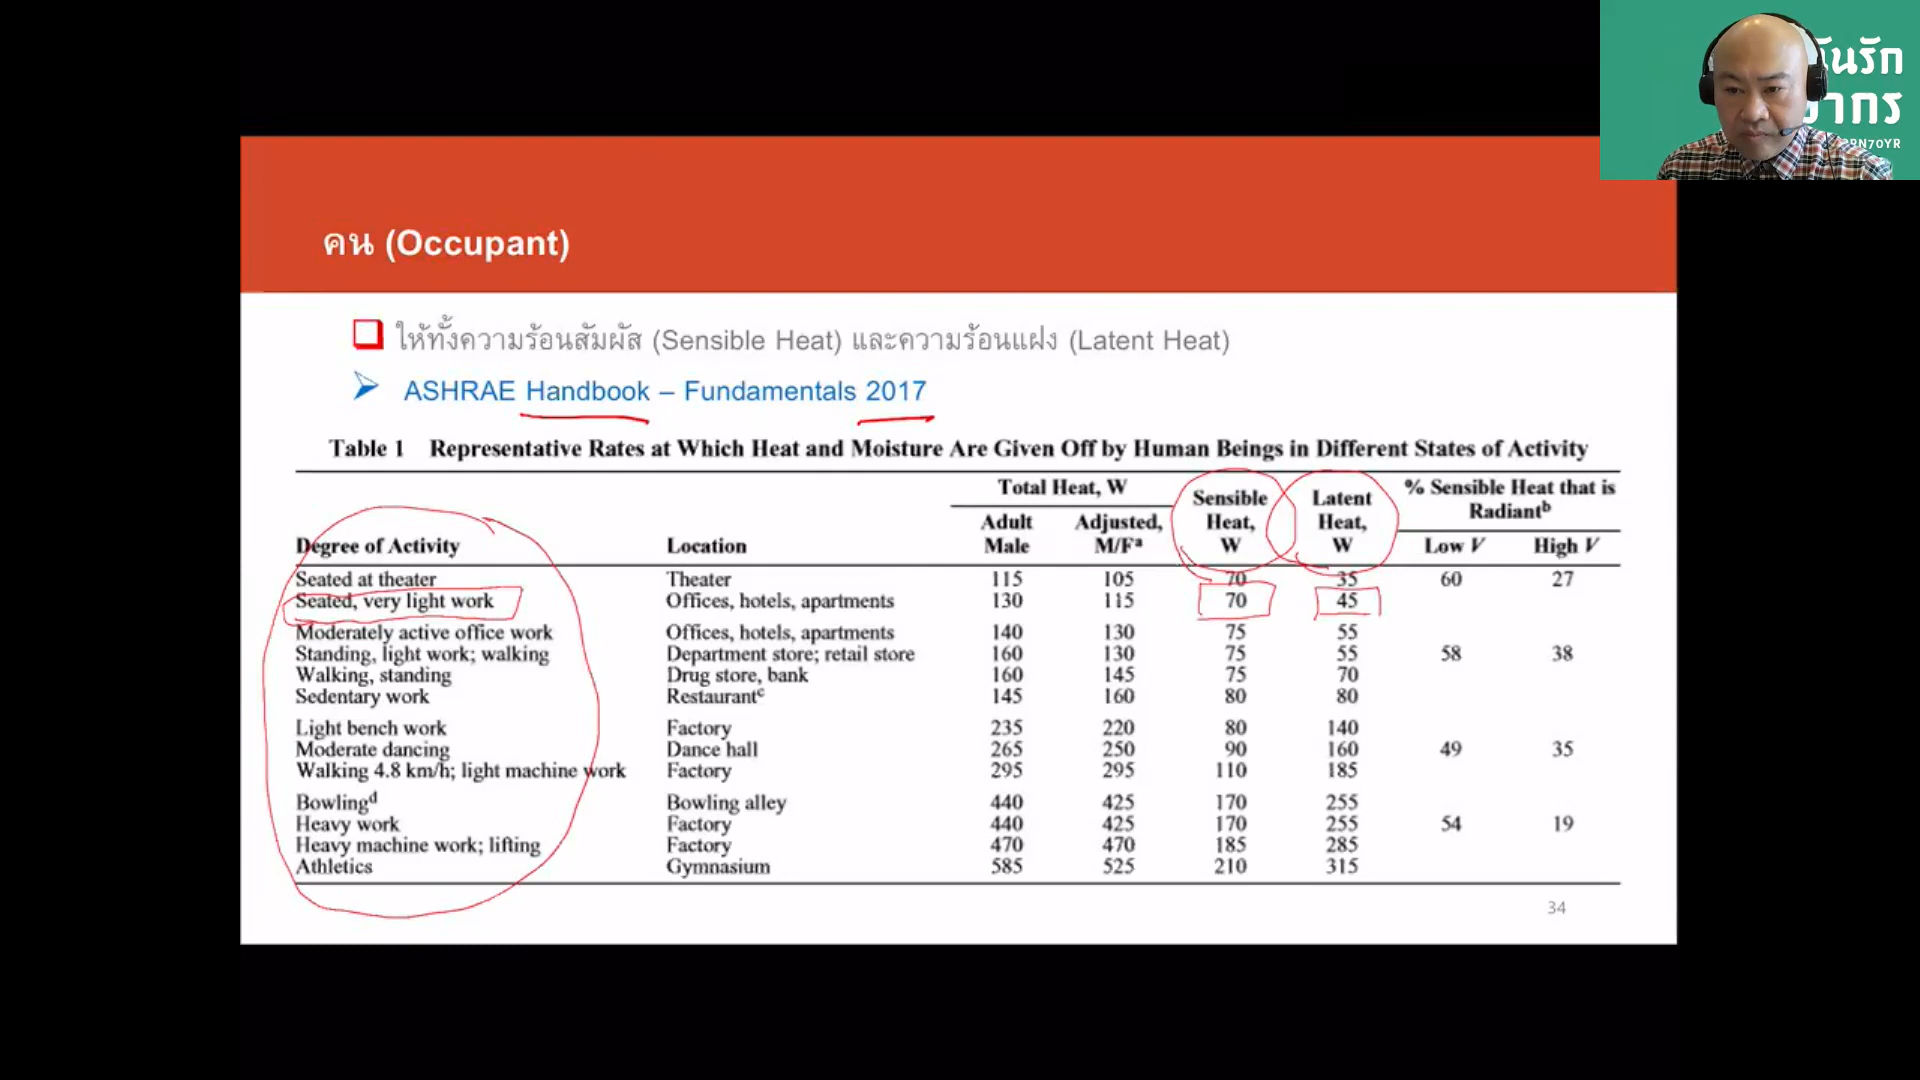 นรัก
ากร
PN70YR
คน (Occupant)
ให้ทั้งความร้อนสัมผัส (Sensible Heat) และความร้อนแฝง (Latent Heat)
ASHRAE Handbook – Fundamentals 2017
Table 1 Representative Rates at Which Heat and Moisture Are Given Off by Human Beings in Different States of Activity
Total Heat, W Sensible Heat, W Latent Heat, W % Sensible Heat that is Radiantᵇ
Degree of Activity Location Adult Male Adjusted, M/Fᵃ Low V High V
Seated at theater Theater 115 105 70 35 60 27
Seated, very light work Offices, hotels, apartments 130 115 70 45
Moderately active office work Offices, hotels, apartments 140 130 75 55
Standing, light work; walking Department store; retail store 160 130 75 55 58 38
Walking, standing Drug store, bank 160 145 75 70
Sedentary work Restaurantᶜ 145 160 80 80
Light bench work Factory 235 220 80 140
Moderate dancing Dance hall 265 250 90 160 49 35
Walking 4.8 km/h; light machine work Factory 295 295 110 185
Bowlingᵈ Bowling alley 440 425 170 255
Heavy work Factory 440 425 170 255 54 19
Heavy machine work; lifting Factory 470 470 185 285
Athletics Gymnasium 585 525 210 315
34